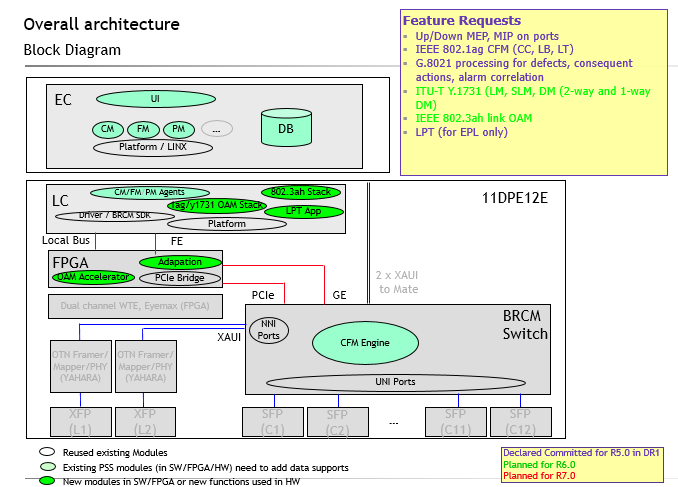 Overall architecture
Block Diagram
Feature Requests
Up/Down MEP, MIP on ports
IEEE 802.1ag CFM (CC, LB, LT)
G.8021 processing for defects, consequent
actions, alarm correlation
ITU-T Y.1731 (LM, SLM, DM (2-way and 1-way
DM)
IEEE 802.3ah link OAM
LPT (for EPL only)
EC
UI
CM
FM
PM
...
DB
Platform / LINX
LC
CM/FM/PM Agents
802.3ah Stack
1ag/y1731 OAM Stack
LPT App
Driver / BRCM SDK
Platform
11DPE12E
Local Bus
FE
FPGA
Adapation
OAM Accelerator
PCIe Bridge
2 x XAUI
to Mate
PCIe
GE
Dual channel WTE, Eyemax (FPGA)
BRCM
Switch
NNI
Ports
XAUI
CFM Engine
OTN Framer/
Mapper/PHY
(YAHARA)
OTN Framer/
Mapper/PHY
(YAHARA)
UNI Ports
XFP
(L1)
XFP
(L2)
SFP
(C1)
SFP
(C2)
...
SFP
(C11)
SFP
(C12)
Reused existing Modules
Existing PSS modules (in SW/FPGA/HW) need to add data supports
New modules in SW/FPGA or new functions used in HW
Declared Committed for R5.0 in DR1
Planned for R6.0
Planned for R7.0